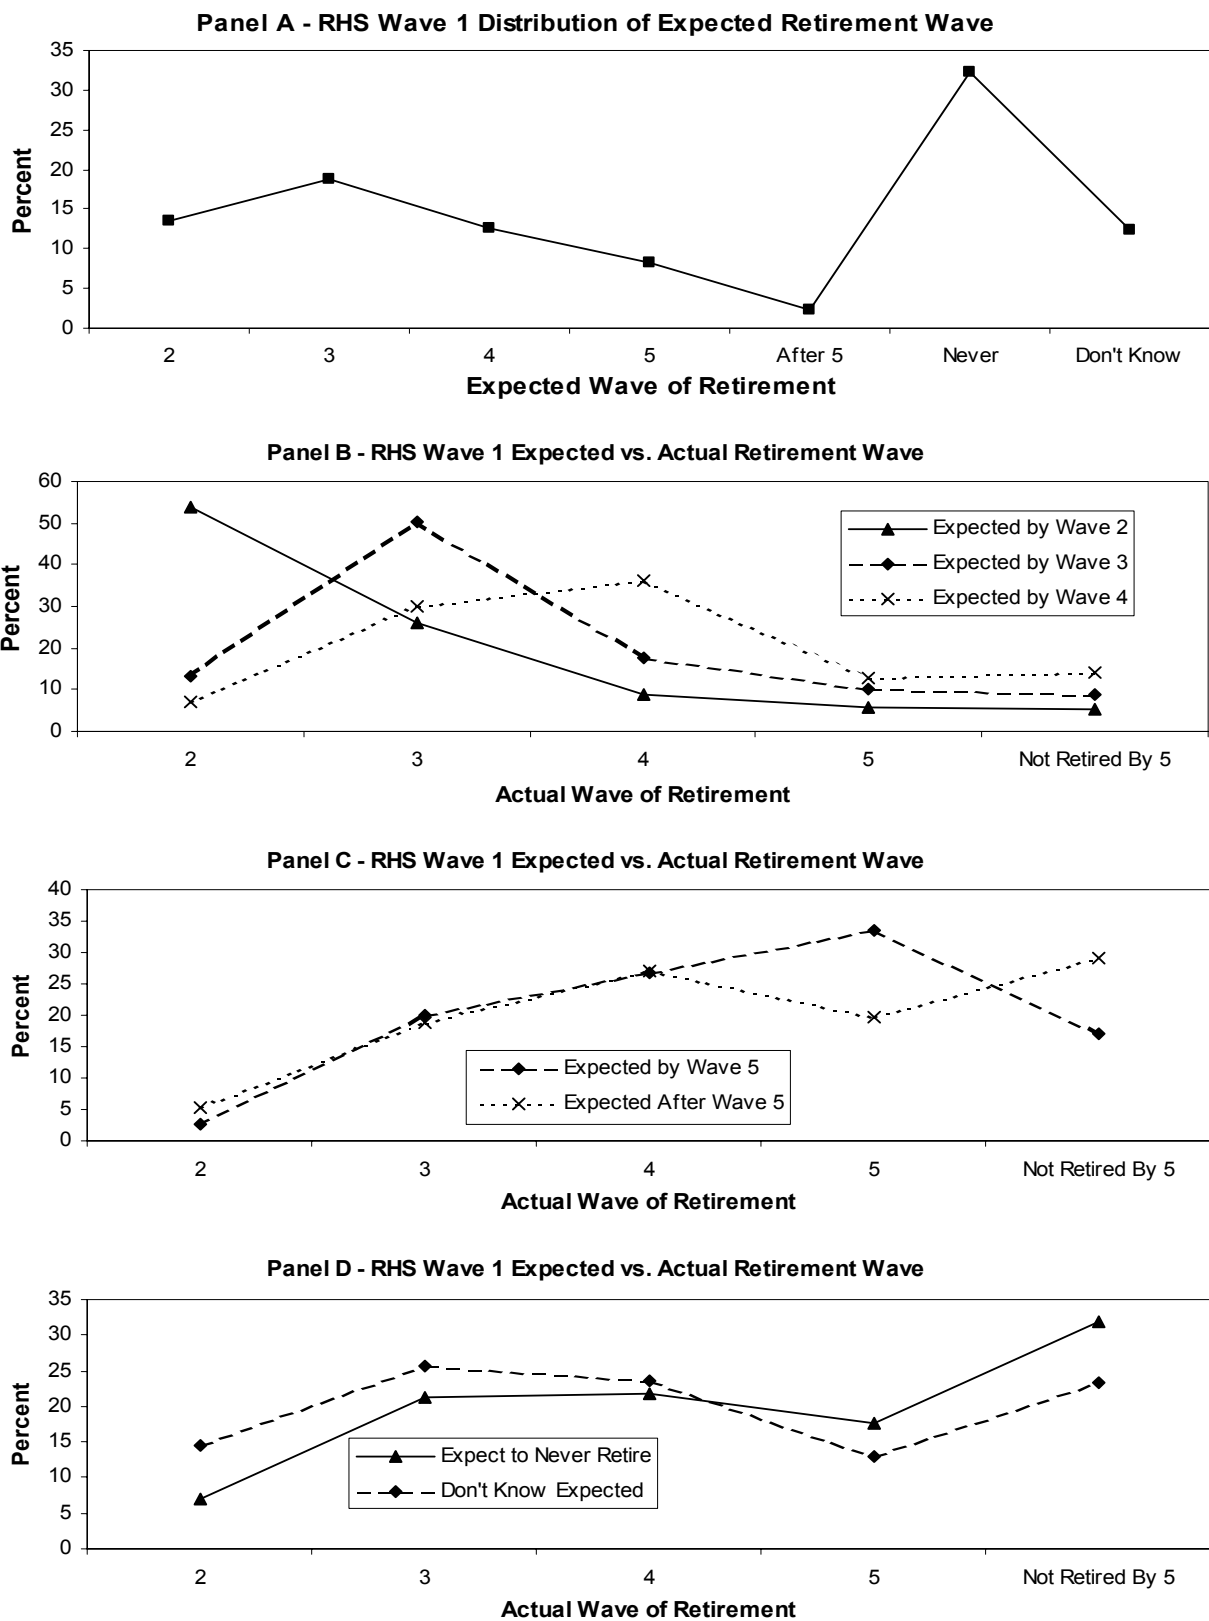 Panel A - RHS Wave 1 Distribution of Expected Retirement Wave
35
30
25
20
15
10
5
0
Percent
2 3 4 5 After 5 Never Don't Know
Expected Wave of Retirement
Panel B - RHS Wave 1 Expected vs. Actual Retirement Wave
60
50
40
30
20
10
0
Percent
Expected by Wave 2
Expected by Wave 3
Expected by Wave 4
2 3 4 5 Not Retired By 5
Actual Wave of Retirement
Panel C - RHS Wave 1 Expected vs. Actual Retirement Wave
40
35
30
25
20
15
10
5
0
Percent
Expected by Wave 5
Expected After Wave 5
2 3 4 5 Not Retired By 5
Actual Wave of Retirement
Panel D - RHS Wave 1 Expected vs. Actual Retirement Wave
35
30
25
20
15
10
5
0
Percent
Expect to Never Retire
Don't Know Expected
2 3 4 5 Not Retired By 5
Actual Wave of Retirement